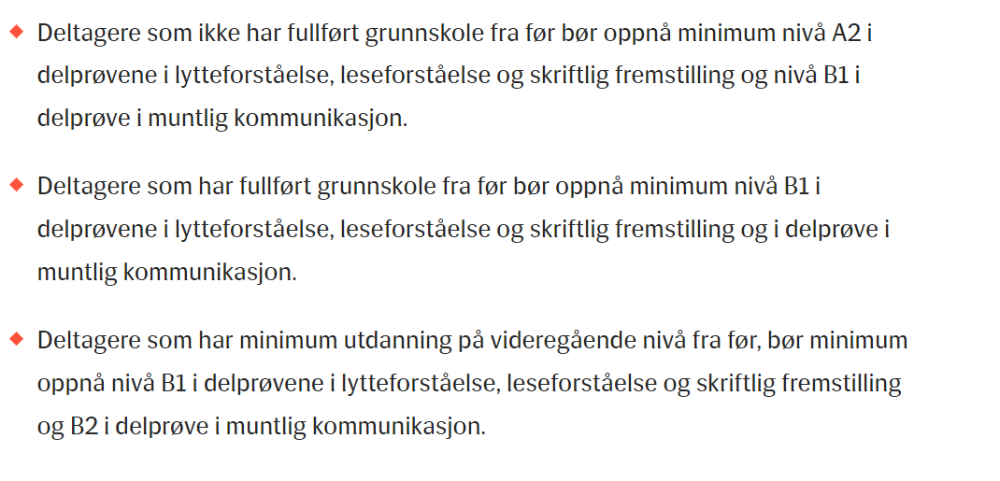 Deltagere som ikke har fullført grunnskole fra før bør oppnå minimum nivå A2 i
delprøvene i lytteforståelse, leseforståelse og skriftlig fremstilling og nivå B1 i
delprøve i muntlig kommunikasjon.
Deltagere som har fullført grunnskole fra før bør oppnå minimum nivå B1 i
delprøvene i lytteforståelse, leseforståelse og skriftlig fremstilling og i delprøve i
muntlig kommunikasjon.
Deltagere som har minimum utdanning på videregående nivå fra før, bør minimum
oppnå nivå B1 i delprøvene i lytteforståelse, leseforståelse og skriftlig fremstilling
og B2 i delprøve i muntlig kommunikasjon.